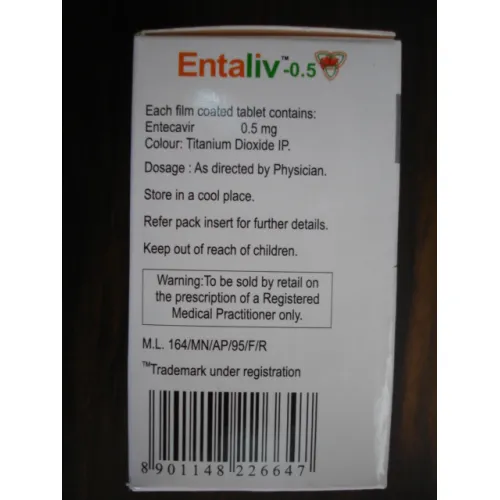 Entaliv™-0.5
Each film coated tablet contains:
Entecavir 0.5 mg
Colour: Titanium Dioxide IP.
Dosage : As directed by Physician.
Store in a cool place.
Refer pack insert for further details.
Keep out of reach of children.
Warning:To be sold by retail on
the prescription of a Registered
Medical Practitioner only.
M.L. 164/MN/AP/95/F/R
™Trademark under registration
8 901148 226647